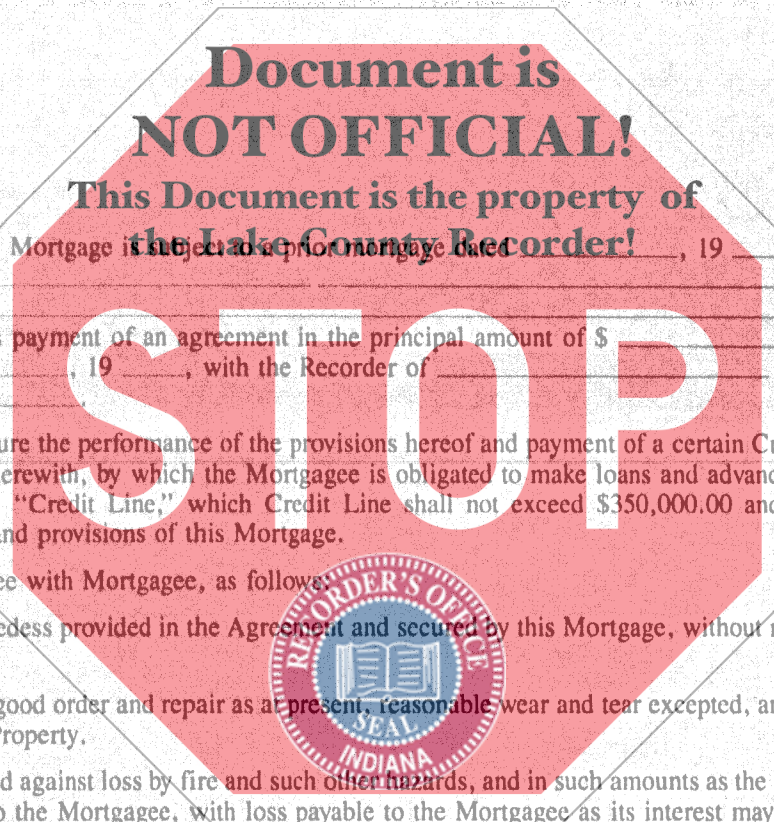 Document is
NOT OFFICIAL!
This Document is the property of
the Lake County Recorder!
Mortgage is subject to a prior mortgage dated ____________, 19 ____
payment of an agreement in the principal amount of $ ____________
, 19 ____, with the Recorder of ____________
STOP
ure the performance of the provisions hereof and payment of a certain
erewith, by which the Mortgagee is obligated to make loans and advanc
"Credit Line," which Credit Line shall not exceed $350,000.00 and
nd provisions of this Mortgage.
ee with Mortgagee, as follows:
edess provided in the Agreement and secured by this Mortgage, without
good order and repair as at present, reasonable wear and tear excepted, an
Property.
d against loss by fire and such other hazards, and in such amounts as the
o the Mortgagee, with loss payable to the Mortgagee as its interest may
RECORDER'S OFFICE
SEAL
INDIANA